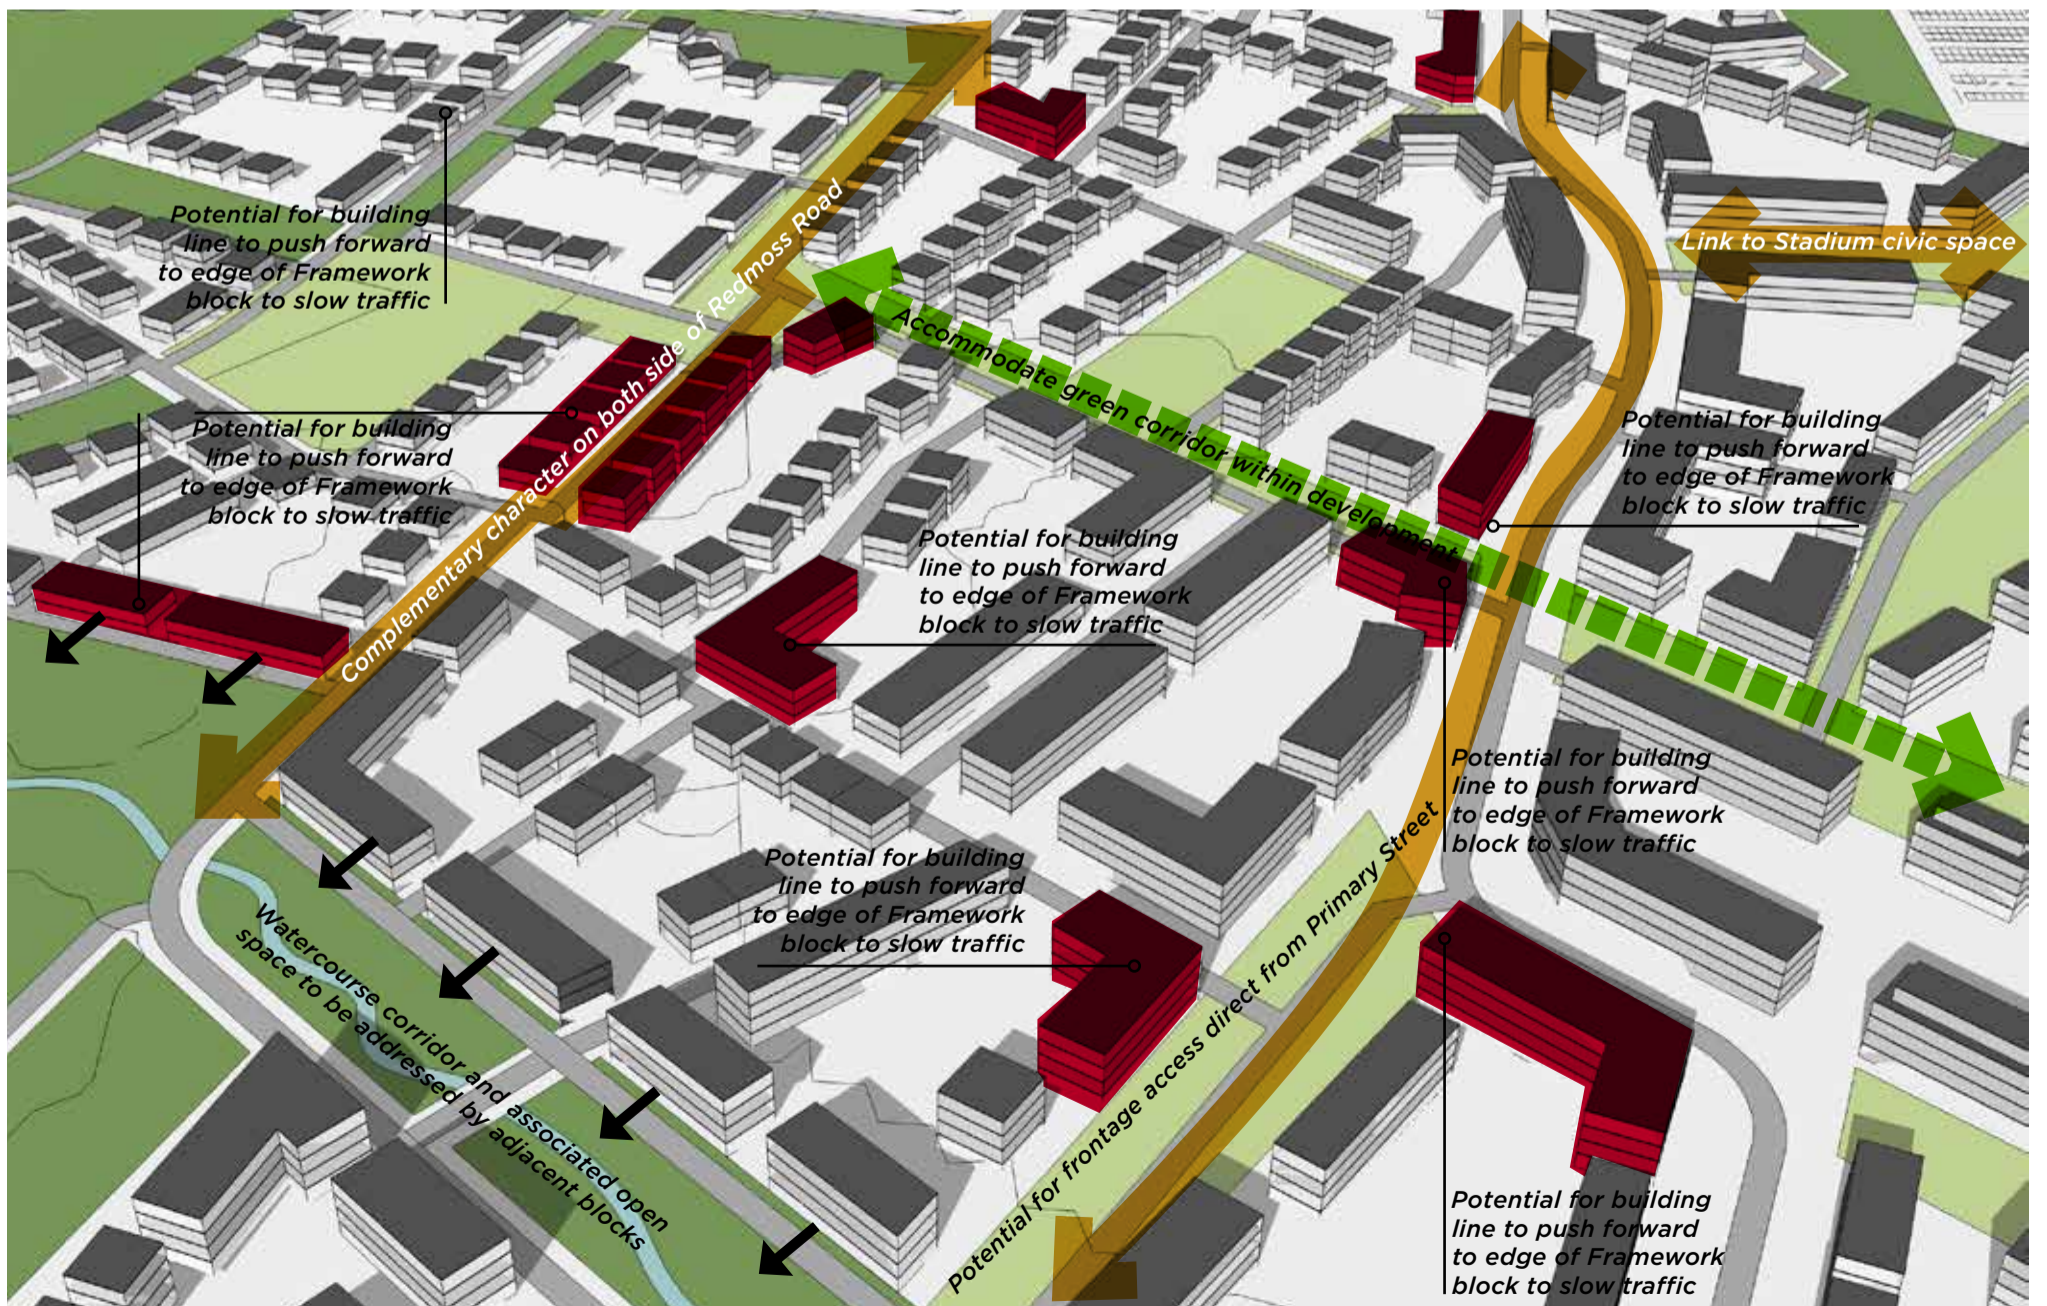 Potential for building
line to push forward
to edge of Framework
block to slow traffic
Link to Stadium civic space
Complementary character on both side of Redmoss Road
Accommodate green corridor within development
Potential for building
line to push forward
to edge of Framework
block to slow traffic
Potential for building
line to push forward
to edge of Framework
block to slow traffic
Potential for building
line to push forward
to edge of Framework
block to slow traffic
Potential for building
line to push forward
to edge of Framework
block to slow traffic
Potential for building
line to push forward
to edge of Framework
block to slow traffic
Potential for frontage access direct from Primary Street
Watercourse corridor and associated open
space to be addressed by adjacent blocks
Potential for building
line to push forward
to edge of Framework
block to slow traffic